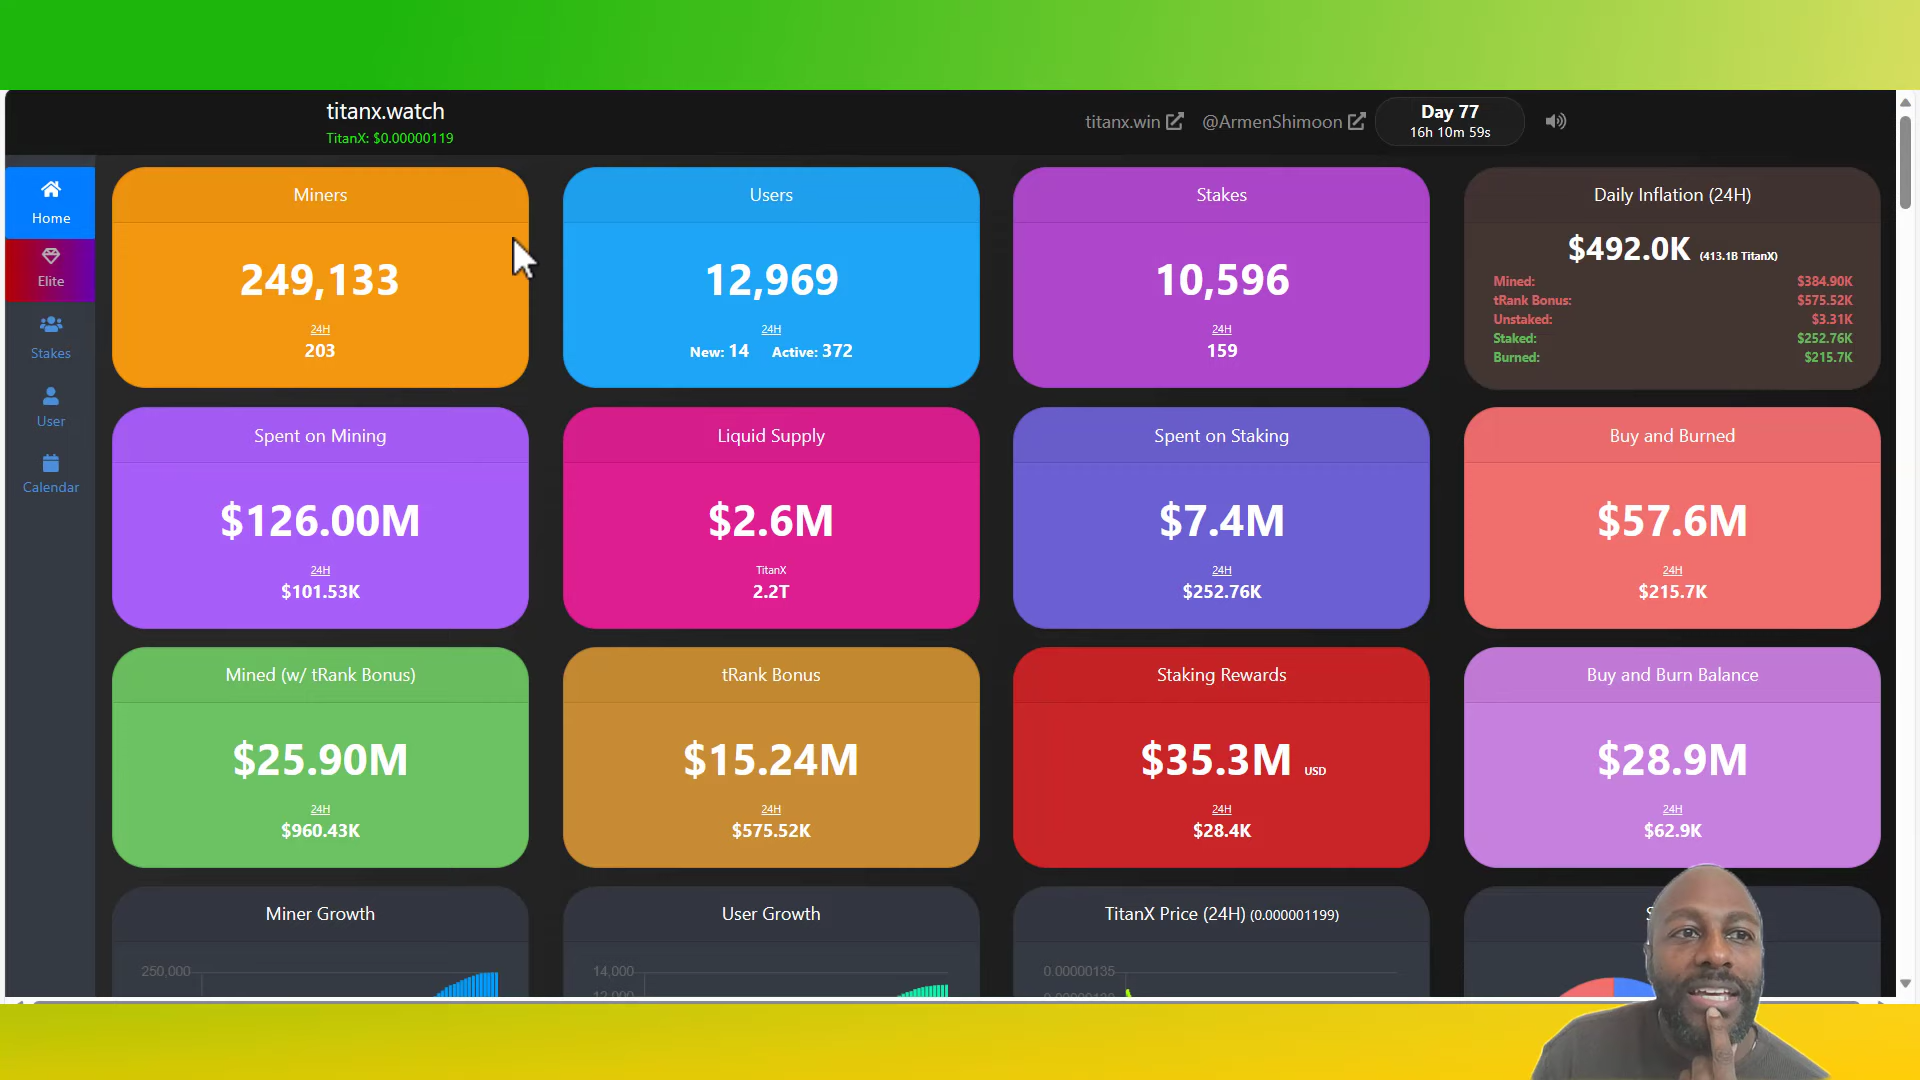 titanx.watch
TitanX: $0.00000119
titanx.win
@ArmenShimoon
Day 77
16h 10m 59s
Home
Elite
Stakes
User
Calendar
Miners
249,133
24H
203
Users
12,969
24H
New: 14 Active: 372
Stakes
10,596
24H
159
Daily Inflation (24H)
$492.0K (413.1B TitanX)
Mined: $384.90K
tRank Bonus: $575.52K
Unstaked: $3.31K
Staked: $252.76K
Burned: $215.7K
Spent on Mining
$126.00M
24H
$101.53K
Liquid Supply
$2.6M
TitanX
2.2T
Spent on Staking
$7.4M
24H
$252.76K
Buy and Burned
$57.6M
24H
$215.7K
Mined (w/ tRank Bonus)
$25.90M
24H
$960.43K
tRank Bonus
$15.24M
24H
$575.52K
Staking Rewards
$35.3M USD
24H
$28.4K
Buy and Burn Balance
$28.9M
24H
$62.9K
Miner Growth
250,000
User Growth
14,000
TitanX Price (24H) (0.000001199)
0.00000135